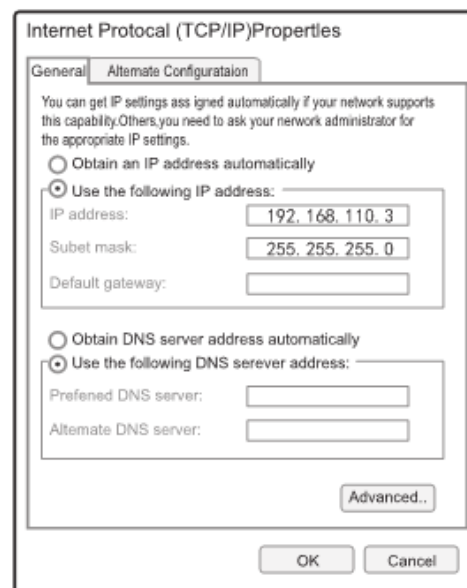 Internet Protocal (TCP/IP)Propertles
General
Alternate Configurataion
You can get IP settings ass igned automatically if your network supports
this capability.Others,you need to ask your nerwork administrator for
the appropriate IP settings.
Obtain an IP address automatically
Use the following IP address:
IP address: 192. 168. 110. 3
Subet mask: 255. 255. 255. 0
Default gateway:
Obtain DNS server address automatically
Use the following DNS serever address:
Prefened DNS server:
Alternate DNS server:
Advanced..
OK Cancel